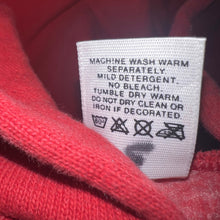 MACHINE WASH WARM
SEPARATELY.
MILD DETERGENT.
NO BLEACH.
TUMBLE DRY WARM.
DO NOT DRY CLEAN OR
IRON IF DECORATED.